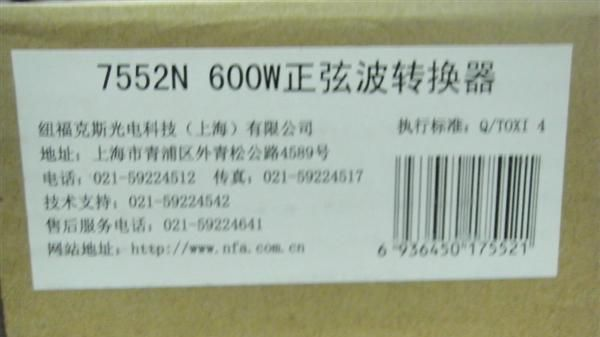 7552N 600W正弦波转换器
纽福克斯光电科技（上海）有限公司
执行标准：Q/TOXI 4
地址：上海市青浦区外青松公路4589号
电话：021-59224512 传真：021-59224517
技术支持：021-59224542
售后服务电话：021-59224641
网站地址：http://www.nfa.com.cn
6 936450 175521